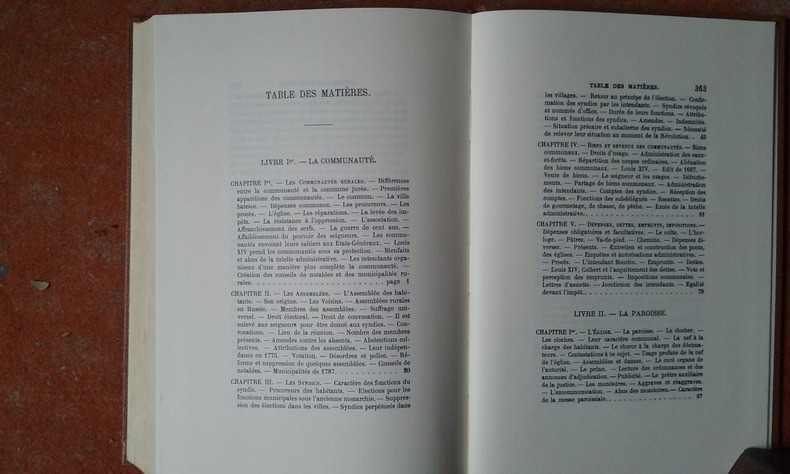 TABLE DES MATIÈRES.
LIVRE Ier. — LA COMMUNAUTÉ.
CHAPITRE Ier. — LES COMMUNAUTÉS RURALES. — Différences
entre la communauté et la commune jurée. — Premières
apparitions des communautés. — Le commun. — La ville
bateice. — Dépenses communes. — Les procureurs. — Les
procès. — L'église. — Les réparations. — La levée des im-
pôts. — La résistance à l'oppression. — L'association. —
Affranchissement des serfs. — La guerre de cent ans. —
Affaiblissement du pouvoir des seigneurs. — Les commu-
nautés envoient leurs cahiers aux Etats-Généraux. — Louis
XIV prend les communautés sous sa protection. — Bienfaits
et abus de la tutelle administrative. — Les intendants orga-
nisent d'une manière plus complète la communauté. —
Création des conseils de notables et des municipalités ru-
rales. . . . . . . . . . . . . . . . . . . . . . page 1
CHAPITRE II. — LES ASSEMBLÉES. — L'Assemblée des habi-
tants. — Son origine. — Les Voisins. — Assemblées rurales
en Russie. — Membres des assemblées. — Suffrage uni-
versel. — Droit électoral. — Droit de convocation. — Il est
enlevé aux seigneurs pour être donné aux syndics. — Con-
vocations. — Lieu de la réunion. — Nombre des membres
présents. — Amendes contre les absents. — Abstentions col-
lectives. — Attributions des assemblées. — Leur indépen-
dance en 1775. — Votation. — Désordres et police. — Ré-
forme et suppression de quelques assemblées. — Conseils de
notables. — Municipalités de 1787. . . . . . . . . . . 20
CHAPITRE III. — LES SYNDICS. — Caractère des fonctions du
syndic. — Procureurs des habitants. — Elections pour les
fonctions municipales sous l'ancienne monarchie. — Suppres-
sion des élections dans les villes. — Syndics perpétuels dans
TABLE DES MATIÈRES. 363
les villages. — Retour au principe de l'élection. — Confir-
mation des syndics par les intendants. — Syndics révoqués
et nommés d'office. — Durée de leurs fonctions. — Attribu-
tions et fonctions des syndics. — Amendes. — Indemnités.
— Situation précaire et subalterne des syndics. — Nécessité
de relever leur situation au moment de la Révolution. . 45
CHAPITRE IV. — BIENS ET REVENUS DES COMMUNAUTÉS. — Biens
communaux. — Droits d'usage. — Administration des eaux-
et-forêts. — Répartition des coupes ordinaires. — Aliénation
des biens communaux. — Louis XIV. — Edit de 1667. —
Vente de biens. — Le seigneur et les usages. — Défriche-
ments. — Partage de biens communaux. — Administration
des intendants. — Comptes des syndics. — Réception des
comptes. — Fonctions des subdélégués — Recettes. — Droits
de gourmetage, de chasse, de pêche. — Excès de la tutelle
administrative. . . . . . . . . . . . . . . . . . . 61
CHAPITRE V. — DÉPENSES, DETTES, EMPRUNTS, IMPOSITIONS. —
Dépenses obligatoires et facultatives. — Le culte. — L'hor-
loge. — Pâtres. — Va-de-pied. — Chemins. — Dépenses di-
verses. — Présents. — Entretien et construction des ponts,
des églises. — Enquêtes et autorisations administratives. —
— Procès. — L'intendant Bouchu. — Emprunts. — Dettes.
— Louis XIV, Colbert et l'acquittement des dettes. — Vote et
perception des emprunts. — Impositions communales. —
Lettres d'assiette. — Juridiction des intendants. — Egalité
devant l'impôt. . . . . . . . . . . . . . . . . . . 78
LIVRE II. — LA PAROISSE.
CHAPITRE Ier. — L'ÉGLISE. — La paroisse. — Le clocher. —
Les cloches. — Leur caractère communal. — La nef à la
charge des habitants. — Le chœur à la charge des décima-
teurs. — Contestations à ce sujet. — Usage profane de la nef
de l'église. — Assemblées et danses. — Le curé organe de
l'autorité. — Le prône. — Lecture des ordonnances et des
annonces d'adjudication. — Publicité. — Le prêtre auxiliaire
de la justice. — Les monitoires. — Aggraves et réaggraves.
— L'excommunication. — Abus des monitoires. — Caractère
de la messe paroissiale. . . . . . . . . . . . . . . . 97